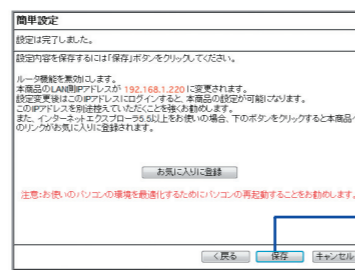 簡単設定
設定は完了しました。
設定内容を保存するには「保存」ボタンをクリックしてください。
ルータ機能を無効にします。
本商品のLAN側IPアドレスが 192.168.1.220 に変更されます。
設定変更後はこのIPアドレスにログインすると、本商品の設定が可能になります。
このIPアドレスを別途控えていただくことを強くお勧めします。
また、インターネットエクスプローラ5.5以上をお使いの場合、下のボタンをクリックすると本商品へ
のリンクがお気に入りに登録されます。
お気に入りに登録
注意:お使いのパソコンの環境を最適化するためにパソコンの再起動することをお勧めします。
く戻る
保存
キャンセル